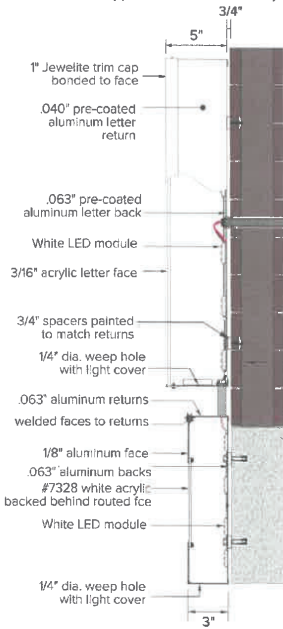 3/4"
5"
1" Jewelite trim cap
bonded to face
.040" pre-coated
aluminum letter
return
.063" pre-coated
aluminum letter back
White LED module
3/16" acrylic letter face
3/4" spacers painted
to match returns
1/4" dia. weep hole
with light cover
.063" aluminum returns
welded faces to returns
1/8" aluminum face
.063" aluminum backs
#7328 white acrylic
backed behind routed fce
White LED module
1/4" dia. weep hole
with light cover
3"